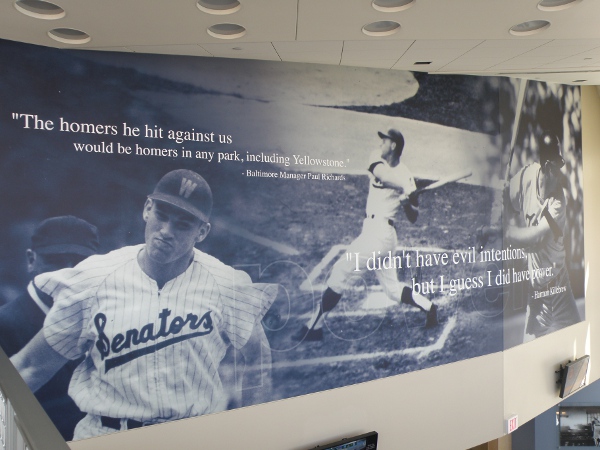 "The homers he hit against us
would be homers in any park, including Yellowstone."
- Baltimore Manager Paul Richards
W
Senators
"I didn't have evil intentions,
but I guess I did have power."
- Harmon Killebrew